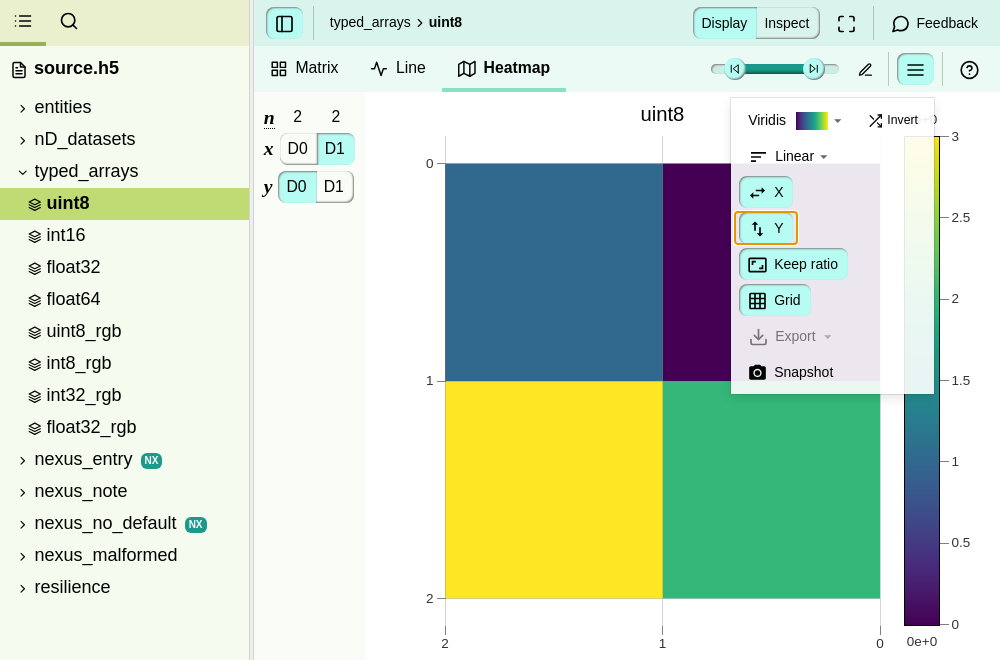 source.h5
entities
nD_datasets
typed_arrays
uint8
int16
float32
float64
uint8_rgb
int8_rgb
int32_rgb
float32_rgb
nexus_entry NX
nexus_note
nexus_no_default NX
nexus_malformed
resilience
typed_arrays › uint8
Display Inspect
Feedback
Matrix Line Heatmap
n 2 2
x D0 D1
y D0 D1
uint8
Viridis Invert
Linear
X
Y
Keep ratio
Grid
Export
Snapshot
0
1
2
2 1 0
3
2.5
2
1.5
1
0.5
0
0e+0